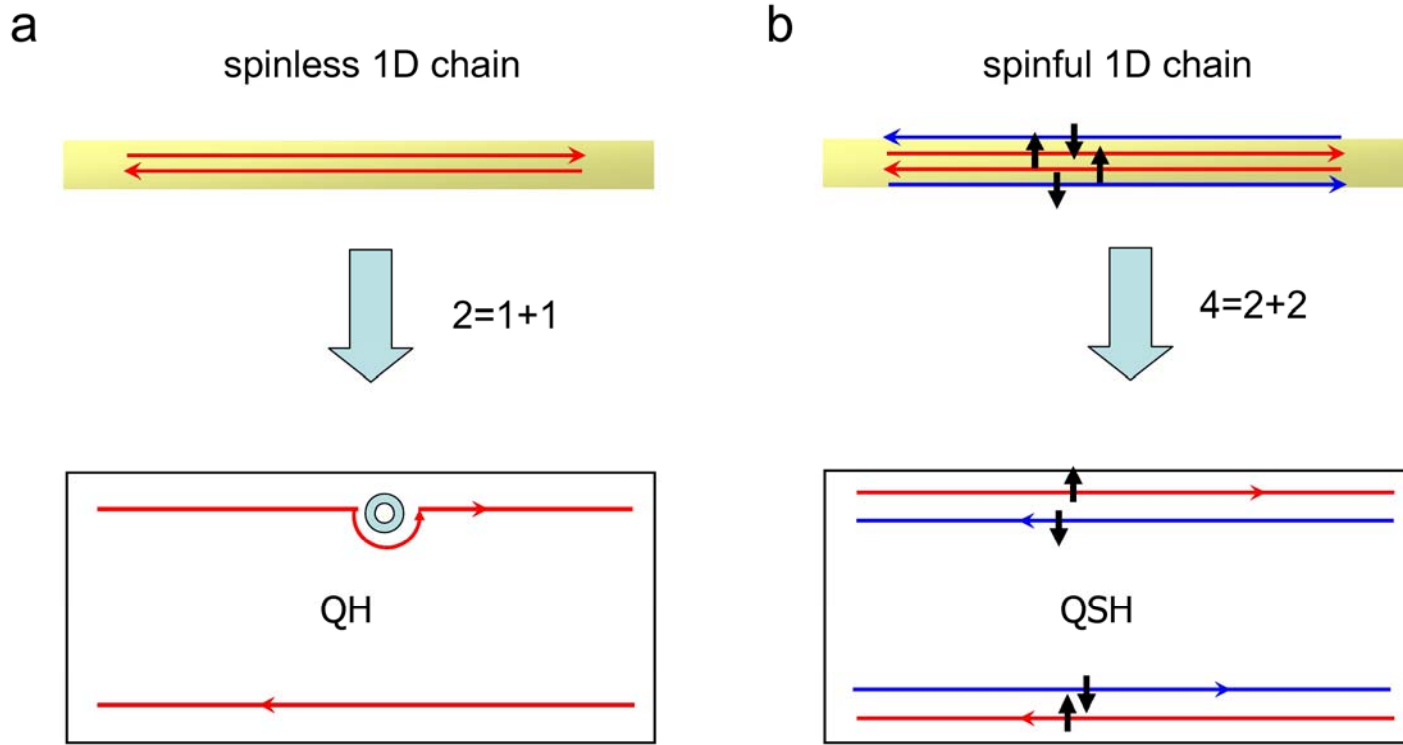 a
spinless 1D chain
2=1+1
QH
b
spinful 1D chain
4=2+2
QSH